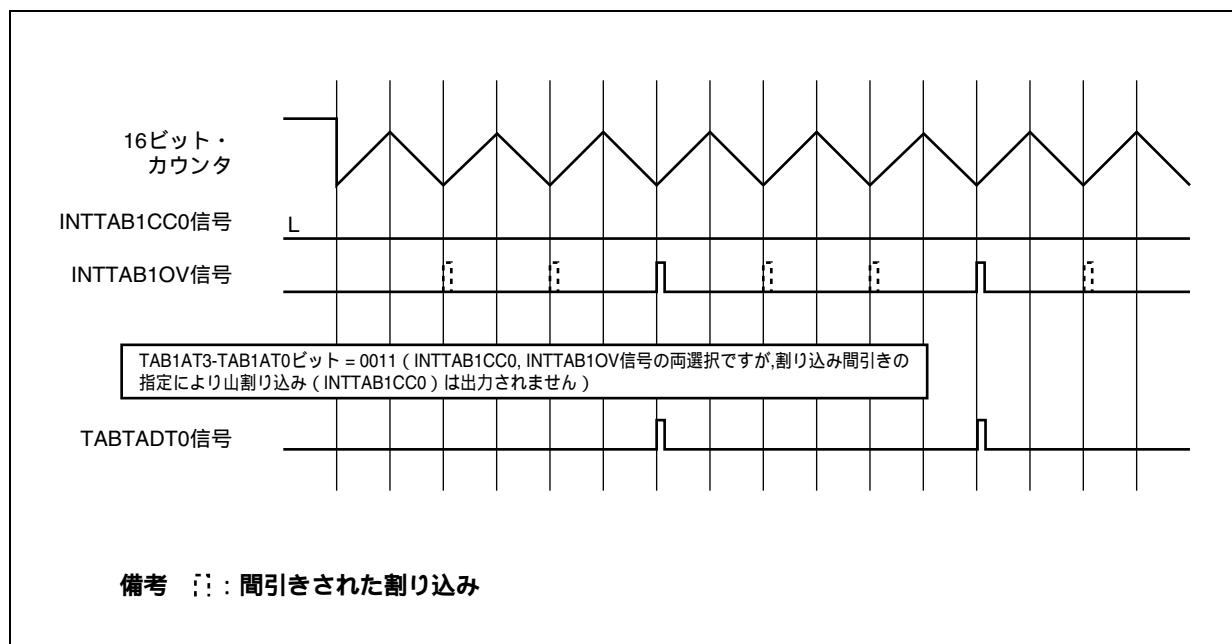 16ビット・
カウンタ
INTTAB1CC0信号
L
INTTAB1OV信号
TAB1AT3-TAB1AT0ビット = 0011（INTTAB1CC0, INTTAB1OV信号の両選択ですが,割り込み間引きの
指定により山割り込み（INTTAB1CC0）は出力されません）
TABTADT0信号
備考 ：間引きされた割り込み